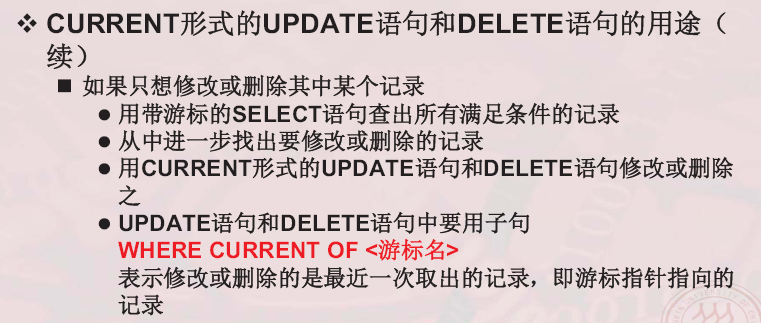 ❖ CURRENT形式的UPDATE语句和DELETE语句的用途（
续）
■ 如果只想修改或删除其中某个记录
● 用带游标的SELECT语句查出所有满足条件的记录
● 从中进一步找出要修改或删除的记录
● 用CURRENT形式的UPDATE语句和DELETE语句修改或删除
之
● UPDATE语句和DELETE语句中要用子句
WHERE CURRENT OF <游标名>
表示修改或删除的是最近一次取出的记录，即游标指针指向的
记录